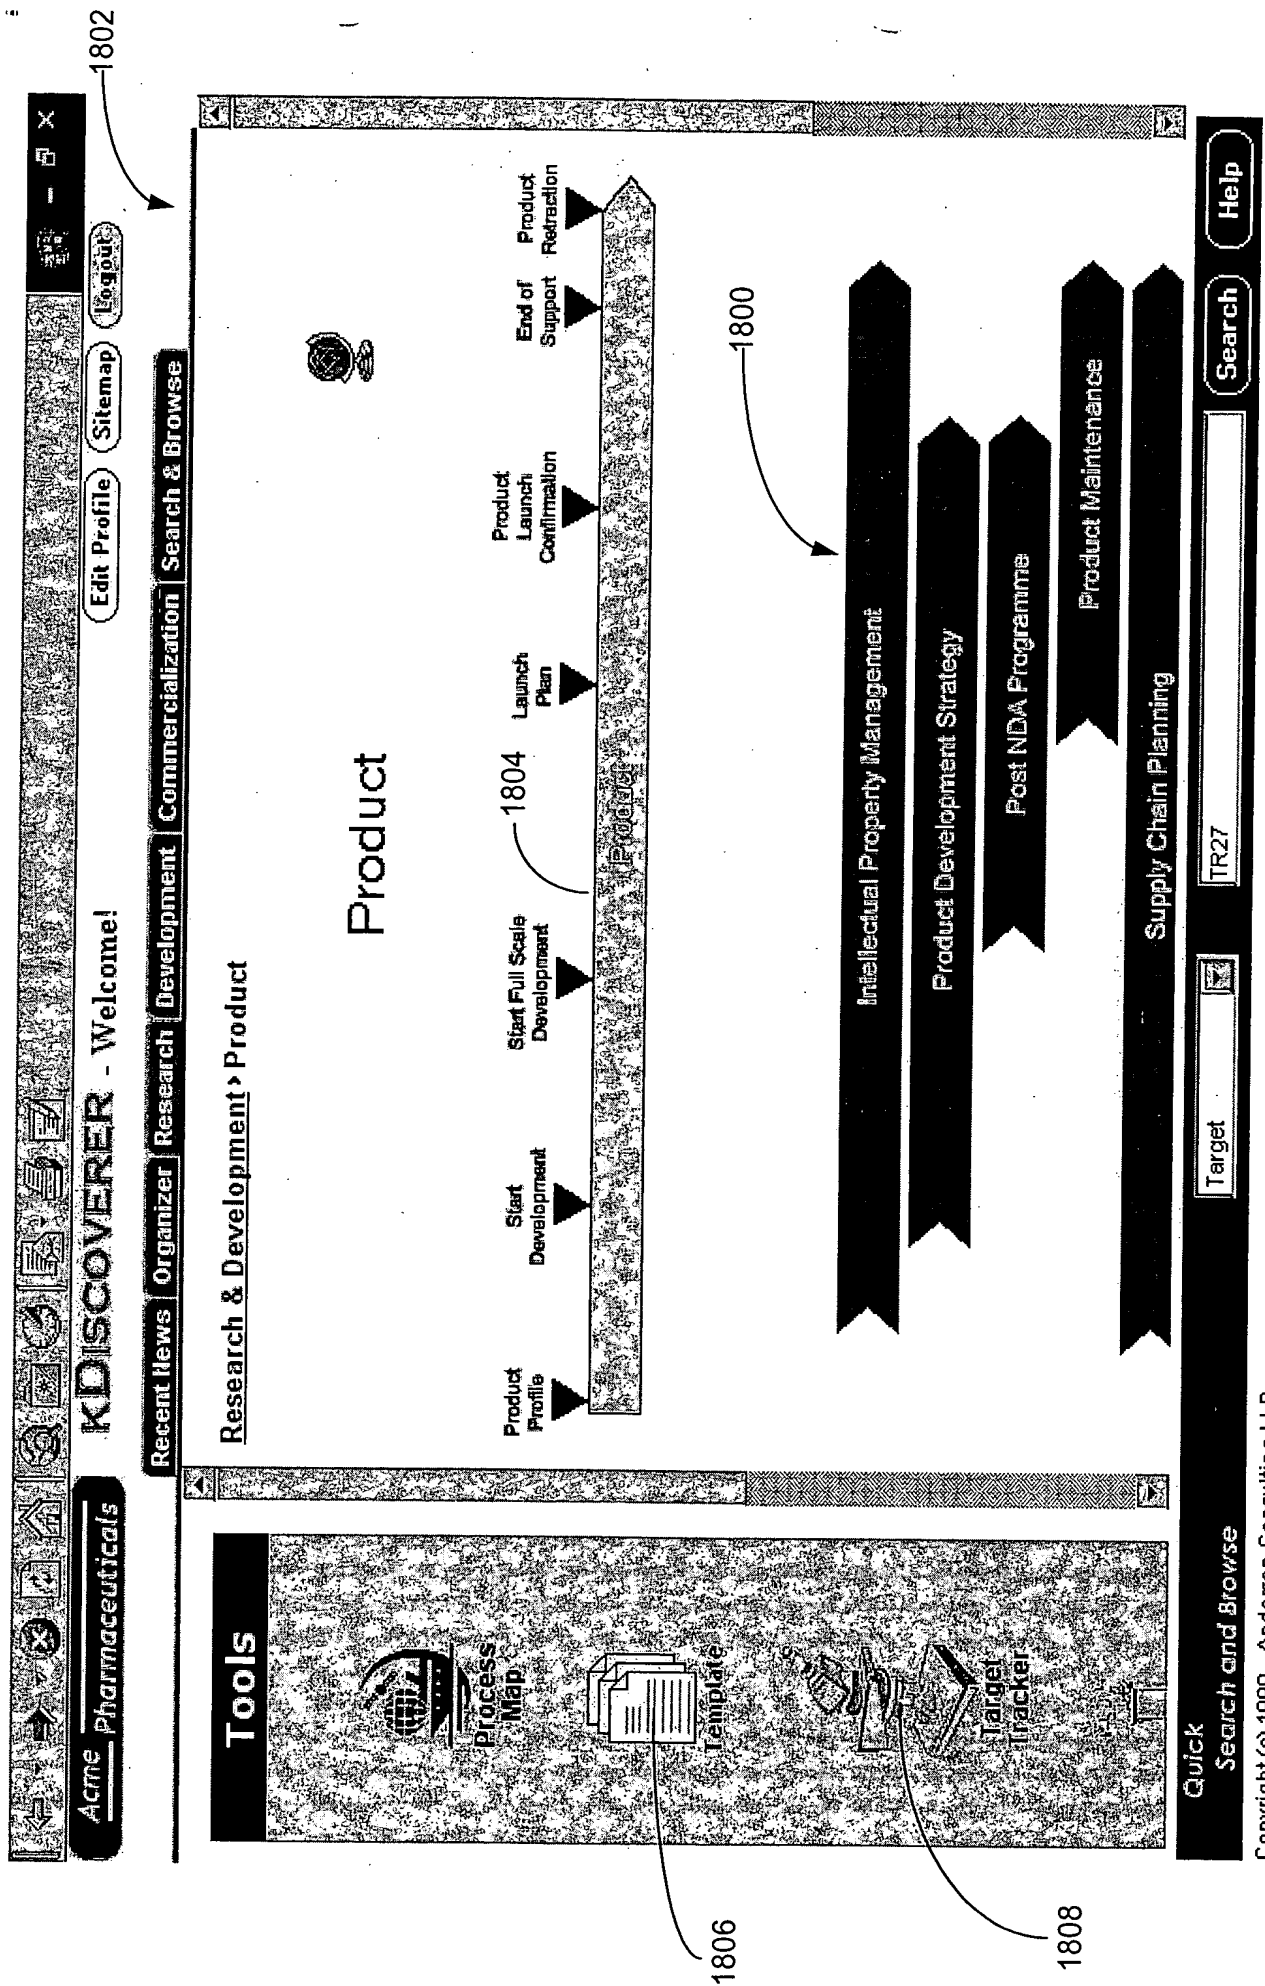 1802
Acme Pharmaceuticals
KDISCOVERER - Welcome!
Edit Profile Sitemap Logout
Recent News Organizer Research Development Commercialization Search & Browse
Tools
Process
Map
Template
Target
Tracker
1806
1808
Research & Development > Product
Product
Product
Profile
Start
Development
Start Full Scale
Development
1804
Launch
Plan
Product
Launch
Confirmation
End of
Support
Product
Retraction
Product
1800
Intellectual Property Management
Product Development Strategy
Post NDA Programme
Product Maintenance
Supply Chain Planning
Quick
Search and Browse
Target
TR27
Search
Help